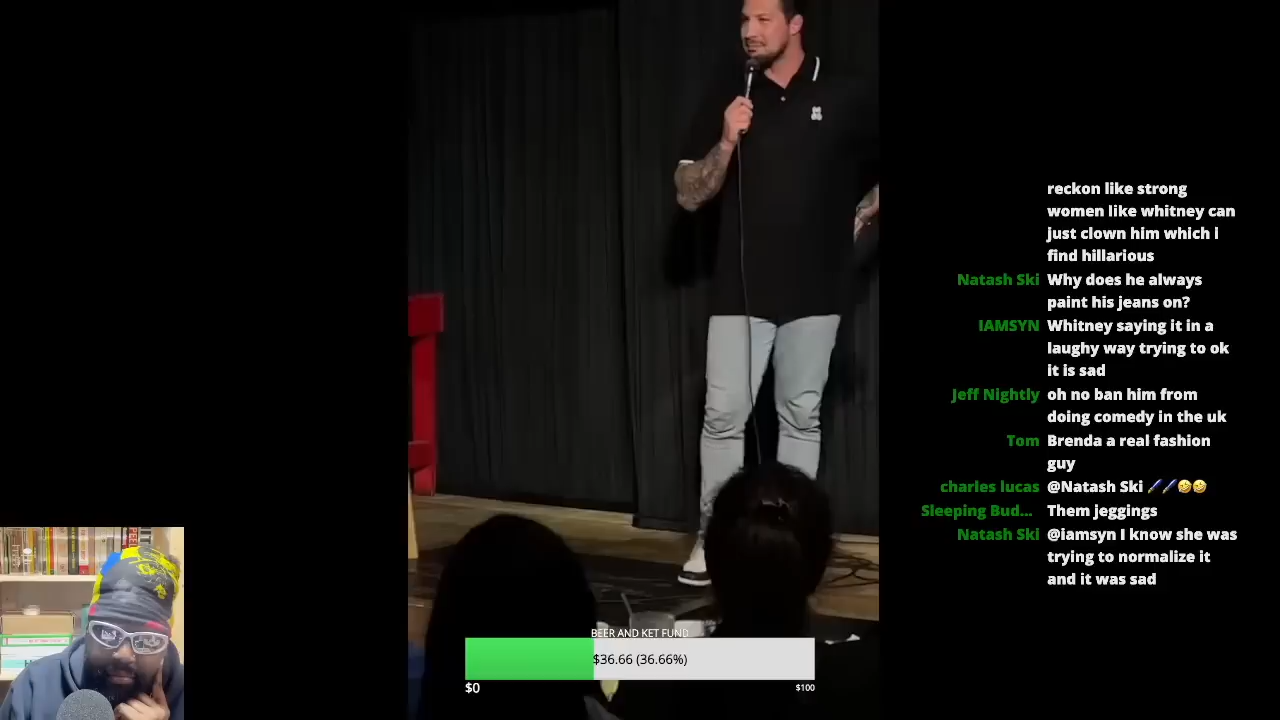 reckon like strong
women like whitney can
just clown him which I
find hillarious
Natash Ski Why does he always
paint his jeans on?
IAMSYN Whitney saying it in a
laughy way trying to ok
it is sad
Jeff Nightly oh no ban him from
doing comedy in the uk
Tom Brenda a real fashion
guy
charles lucas @Natash Ski 🖊️🖊️🤣🤣
Sleeping Bud... Them jeggings
Natash Ski @iamsyn I know she was
trying to normalize it
and it was sad
BEER AND KET FUND
$36.66 (36.66%)
$0 $100